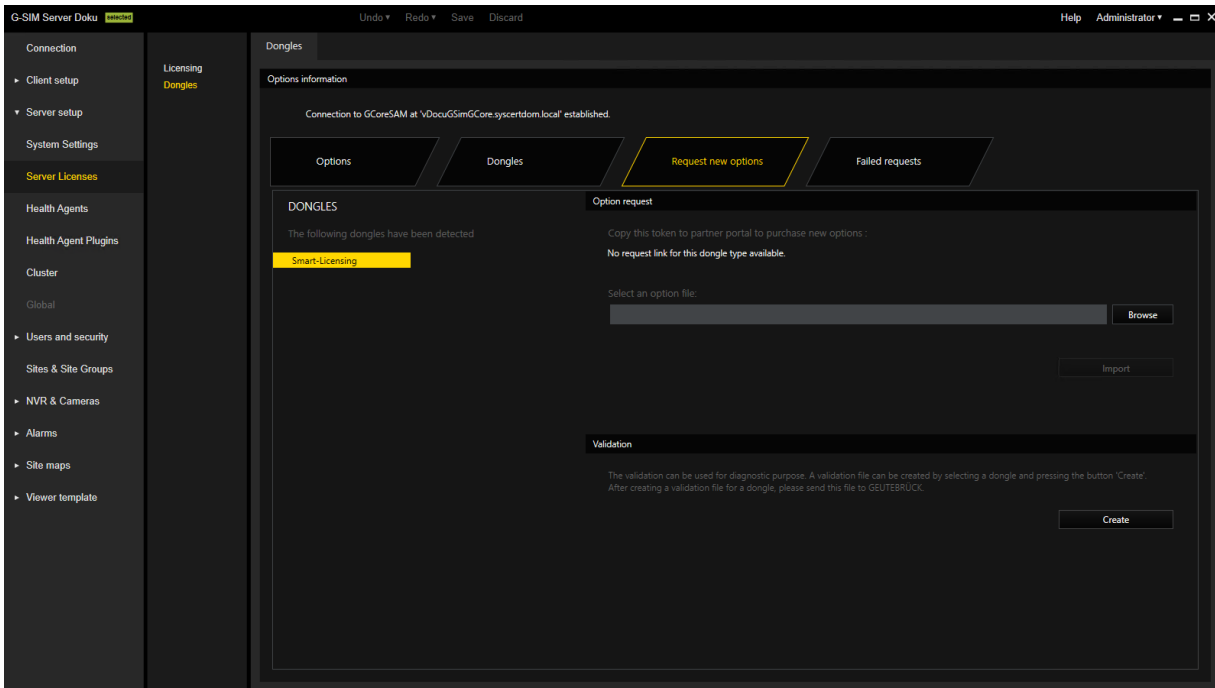 G-SIM Server Doku selected
Undo ▾ Redo ▾ Save Discard
Help Administrator ▾
Connection
▸ Client setup
▾ Server setup
System Settings
Server Licenses
Health Agents
Health Agent Plugins
Cluster
Global
▸ Users and security
Sites & Site Groups
▸ NVR & Cameras
▸ Alarms
▸ Site maps
▸ Viewer template
Licensing
Dongles
Dongles
Options information
Connection to GCoreSAM at 'vDocuGSimGCore.syscertdom.local' established.
Options
Dongles
Request new options
Failed requests
DONGLES
The following dongles have been detected
Smart-Licensing
Option request
Copy this token to partner portal to purchase new options :
No request link for this dongle type available.
Select an option file:
Browse
Import
Validation
The validation can be used for diagnostic purpose. A validation file can be created by selecting a dongle and pressing the button 'Create'.
After creating a validation file for a dongle, please send this file to GEUTEBRÜCK.
Create